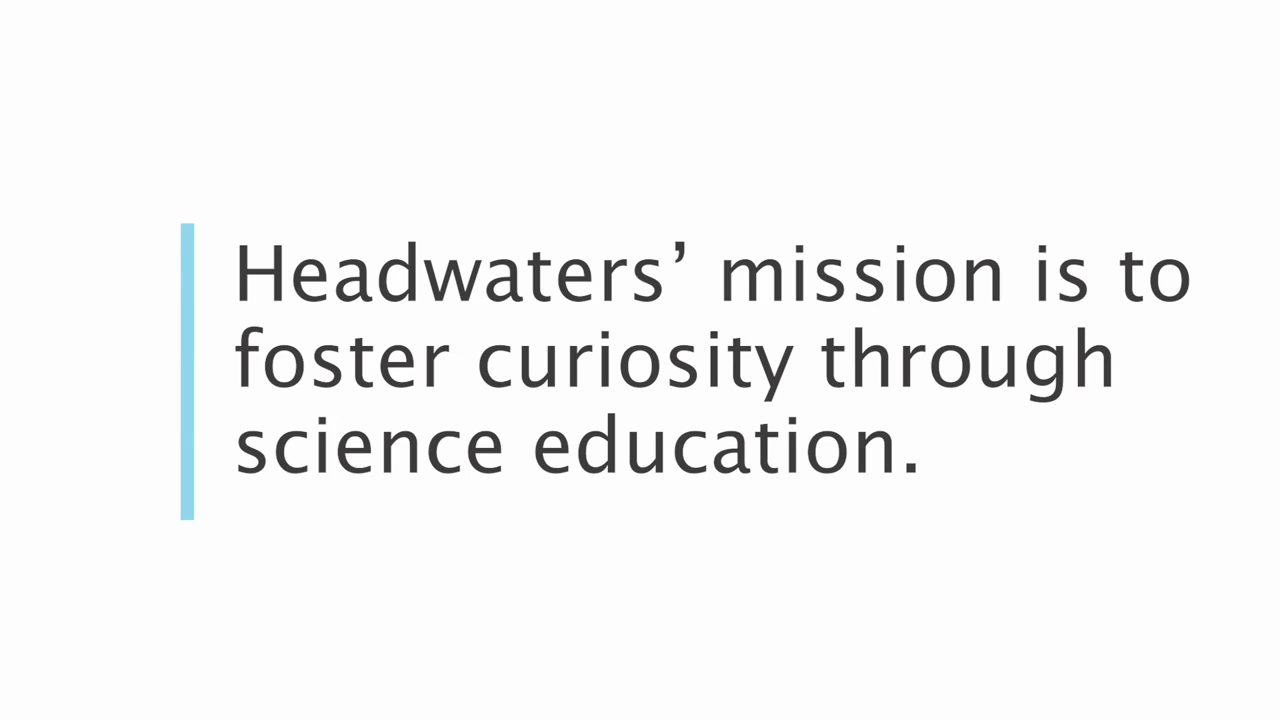 Headwaters’ mission is to
foster curiosity through
science education.